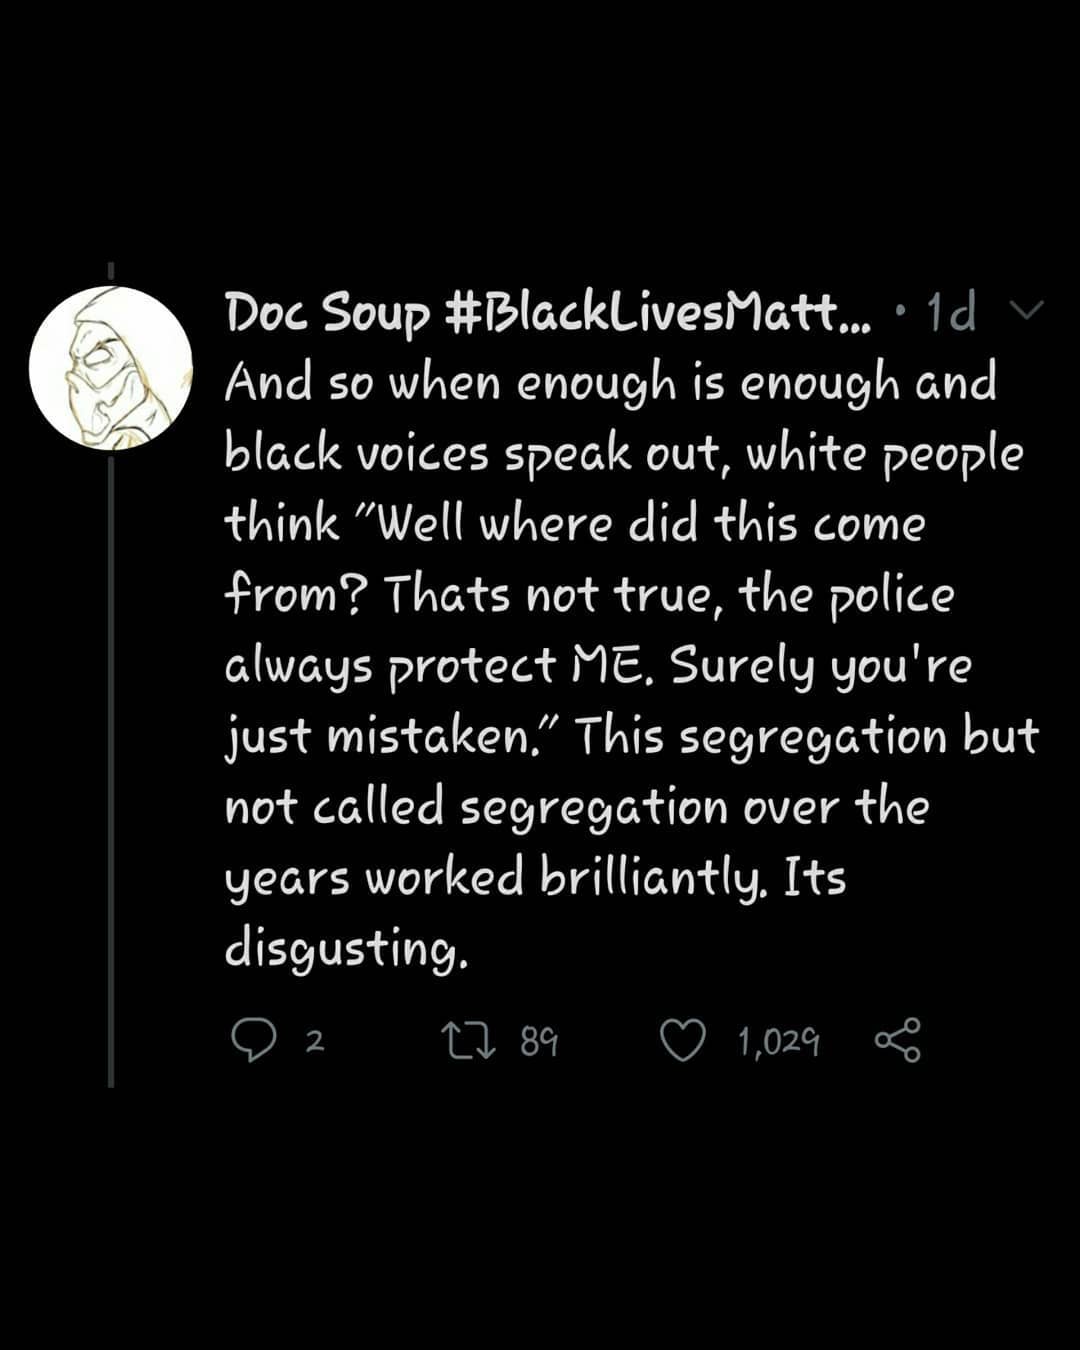 Doc Soup #BlackLivesMatt... • 1d
And so when enough is enough and
black voices speak out, white people
think "Well where did this come
from? Thats not true, the police
always protect ME. Surely you're
just mistaken." This segregation but
not called segregation over the
years worked brilliantly. Its
disgusting.
2 89 1,029